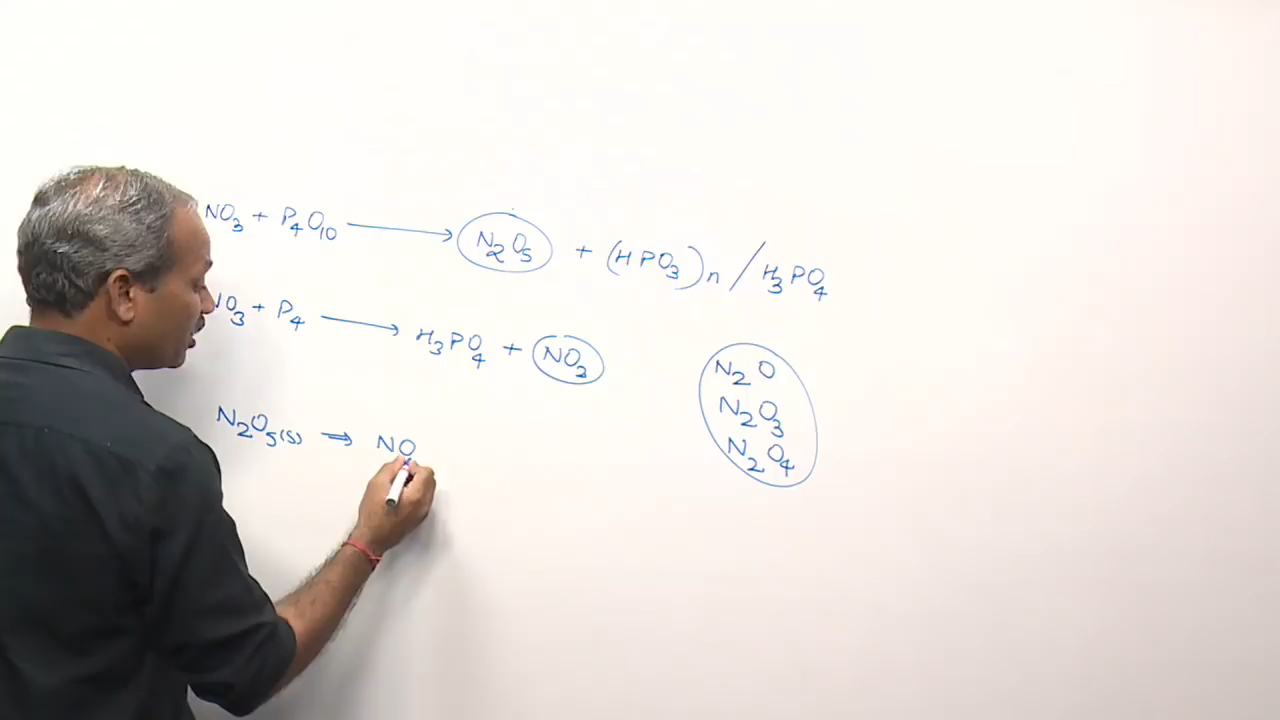 NO₃ + P₄O₁₀ ⟶ N₂O₅ + (HPO₃)n / H₃PO₄
NO₃ + P₄ ⟶ H₃PO₄ + NO₂
N₂O
N₂O₃
N₂O₄
N₂O₅(s) ⇒ NO